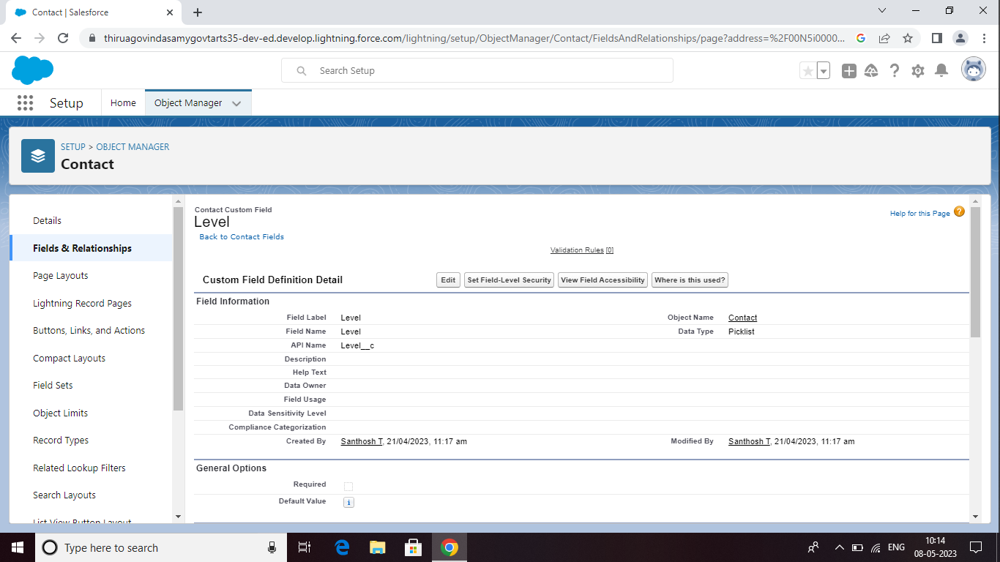 Contact | Salesforce
thiruagovindasamygovtarts35-dev-ed.develop.lightning.force.com/lightning/setup/ObjectManager/Contact/FieldsAndRelationships/page?address=%2F00N5i0000...
Search Setup
Setup
Home
Object Manager
SETUP > OBJECT MANAGER
Contact
Details
Fields & Relationships
Page Layouts
Lightning Record Pages
Buttons, Links, and Actions
Compact Layouts
Field Sets
Object Limits
Record Types
Related Lookup Filters
Search Layouts
List View Button Layout
Contact Custom Field
Level
Back to Contact Fields
Help for this Page ?
Validation Rules [0]
Custom Field Definition Detail
Edit
Set Field-Level Security
View Field Accessibility
Where is this used?
Field Information
Field Label Level Object Name Contact
Field Name Level Data Type Picklist
API Name Level__c
Description
Help Text
Data Owner
Field Usage
Data Sensitivity Level
Compliance Categorization
Created By Santhosh T, 21/04/2023, 11:17 am Modified By Santhosh T, 21/04/2023, 11:17 am
General Options
Required
Default Value i
Type here to search
ENG
10:14
08-05-2023